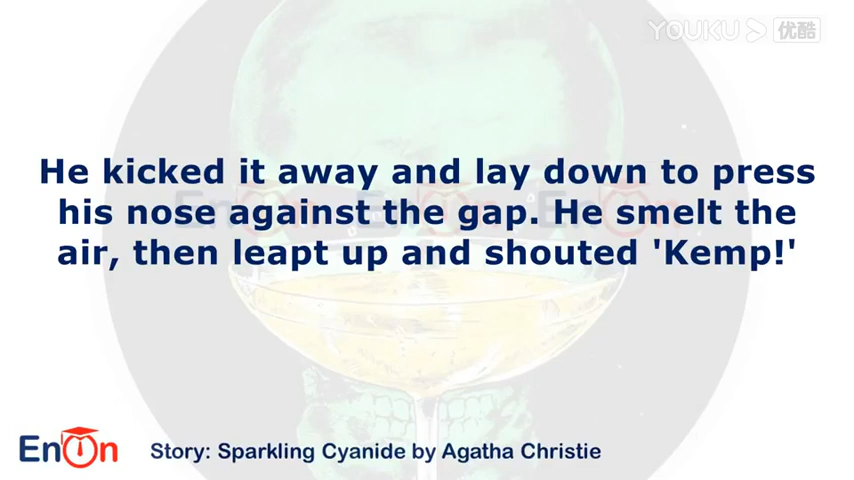 YOUKU 优酷
He kicked it away and lay down to press
his nose against the gap. He smelt the
air, then leapt up and shouted 'Kemp!'
EnOn
Story: Sparkling Cyanide by Agatha Christie